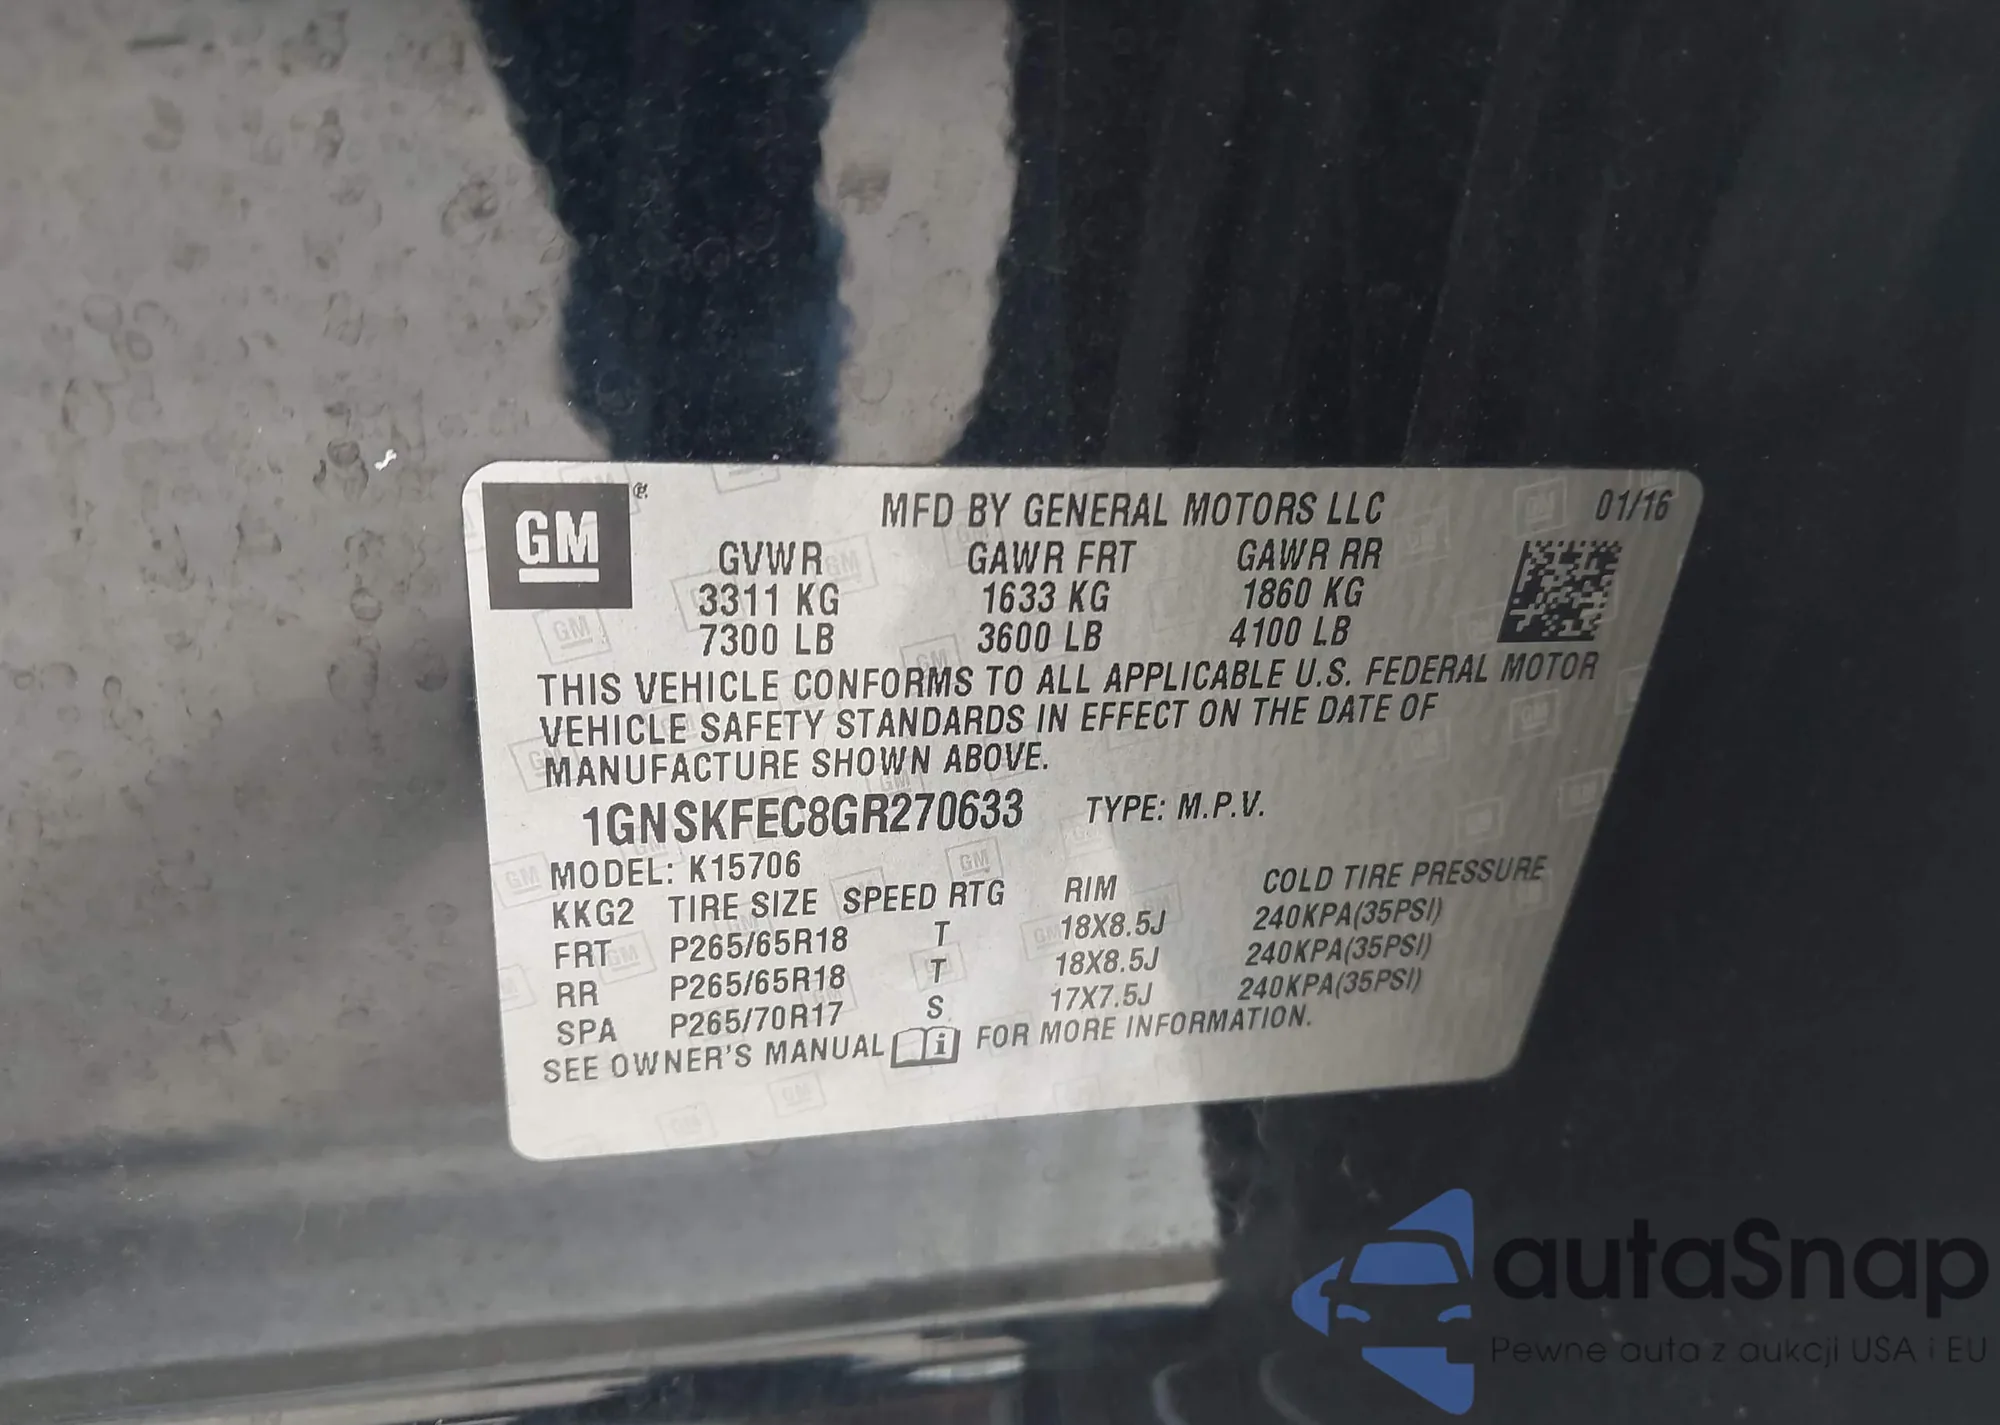 GM
MFD BY GENERAL MOTORS LLC 01/16
GVWR GAWR FRT GAWR RR
3311 KG 1633 KG 1860 KG
7300 LB 3600 LB 4100 LB
THIS VEHICLE CONFORMS TO ALL APPLICABLE U.S. FEDERAL MOTOR
VEHICLE SAFETY STANDARDS IN EFFECT ON THE DATE OF
MANUFACTURE SHOWN ABOVE.
1GNSKFEC8GR270633 TYPE: M.P.V.
MODEL: K15706
KKG2 TIRE SIZE SPEED RTG RIM COLD TIRE PRESSURE
FRT P265/65R18 T 18X8.5J 240KPA(35PSI)
RR P265/65R18 T 18X8.5J 240KPA(35PSI)
SPA P265/70R17 S 17X7.5J 240KPA(35PSI)
SEE OWNER'S MANUAL i FOR MORE INFORMATION.
autaSnap
Pewne auta z aukcji USA i EU